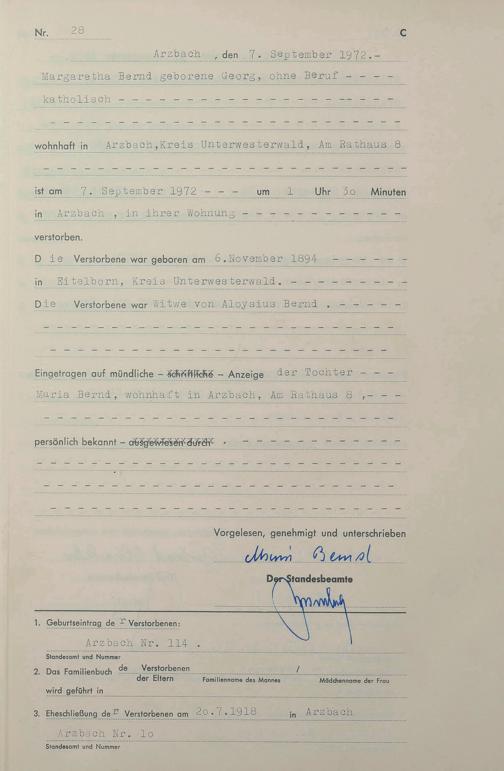 Nr. 28 C
Arzbach , den 7. September 1972.-
Margaretha Bernd geborene Georg, ohne Beruf - - - -
katholisch - - - - - - - - - - - - - - - - - - - - - - -
- - - - - - - - - - - - - - - - - - - - - - - - - -
wohnhaft in Arzbach,Kreis Unterwesterwald, Am Rathaus 8
- - - - - - - - - - - - - - - - - - - - - - - - - -
ist am 7. September 1972 - - - um 1 Uhr 3o Minuten
in Arzbach , in ihrer Wohnung - - - - - - - - - - - -
verstorben.
D ie Verstorbene war geboren am 6.November 1894 - - - - - -
in Eitelborn, Kreis Unterwesterwald. - - - - - - - - -
Die Verstorbene war Witwe von Aloysius Bernd . - - - - -
- - - - - - - - - - - - - - - - - - - - - - - - - -
- - - - - - - - - - - - - - - - - - - - - - - - - -
Eingetragen auf mündliche – schriftliche – Anzeige der Tochter - - -
Maria Bernd, wohnhaft in Arzbach, Am Rathaus 8 ,- - -
- - - - - - - - - - - - - - - - - - - - - - - - - -
persönlich bekannt – ausgewiesen durch . - - - - - - - - - - - -
- - - - - - - - - - - - - - - - - - - - - - - - - -
- - - - - - - - - - - - - - - - - - - - - - - - - -
- - - - - - - - - - - - - - - - - - - - - - - - - -
Vorgelesen, genehmigt und unterschrieben
Maria Bernd
Der Standesbeamte
1. Geburtseintrag de r Verstorbenen:
Arzbach Nr. 114 .
Standesamt und Nummer
2. Das Familienbuch de Verstorbenen /
der Eltern Familienname des Mannes Mädchenname der Frau
wird geführt in
3. Eheschließung de r Verstorbenen am 2o.7.1918 in Arzbach
Arzbach Nr. 1o
Standesamt und Nummer